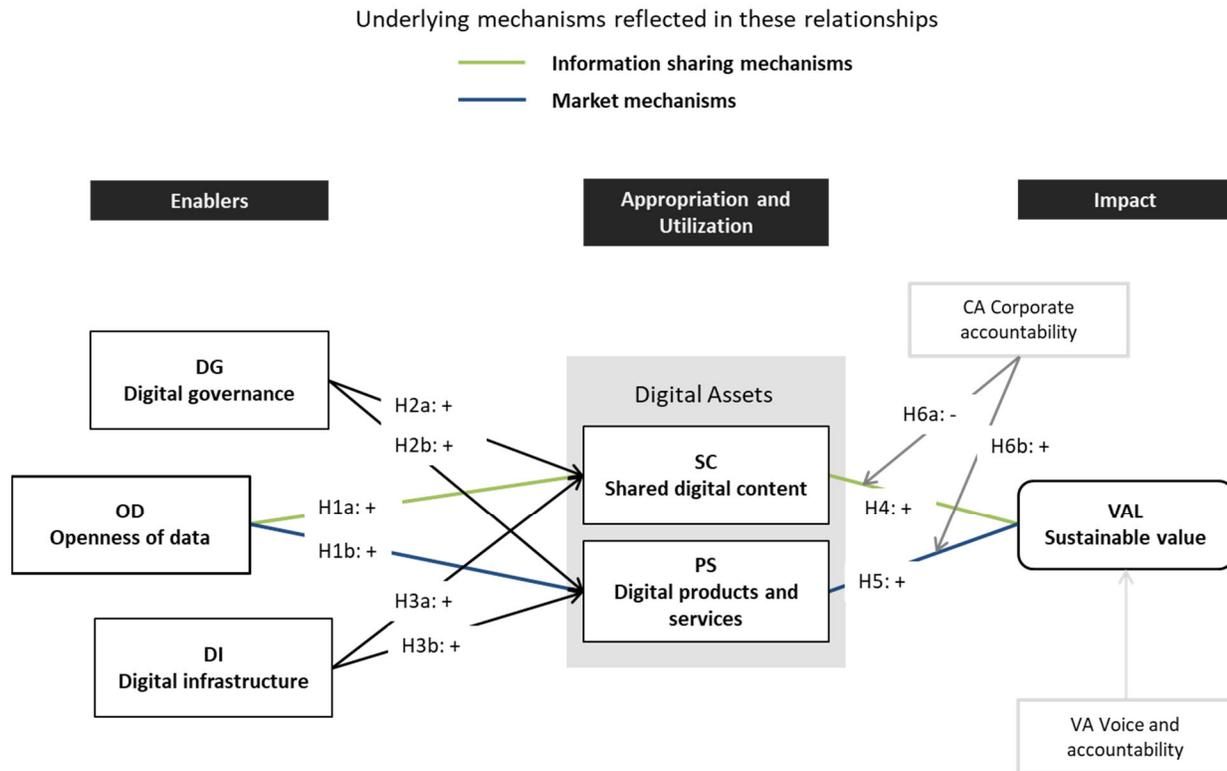 Underlying mechanisms reflected in these relationships
Information sharing mechanisms
Market mechanisms
Enablers
Appropriation and
Utilization
Impact
CA Corporate
accountability
DG
Digital governance
Digital Assets
H2a: +
H2b: +
H6a: -
H6b: +
SC
Shared digital content
OD
Openness of data
H1a: +
H1b: +
H4: +
VAL
Sustainable value
PS
Digital products and
services
H5: +
H3a: +
H3b: +
DI
Digital infrastructure
VA Voice and
accountability